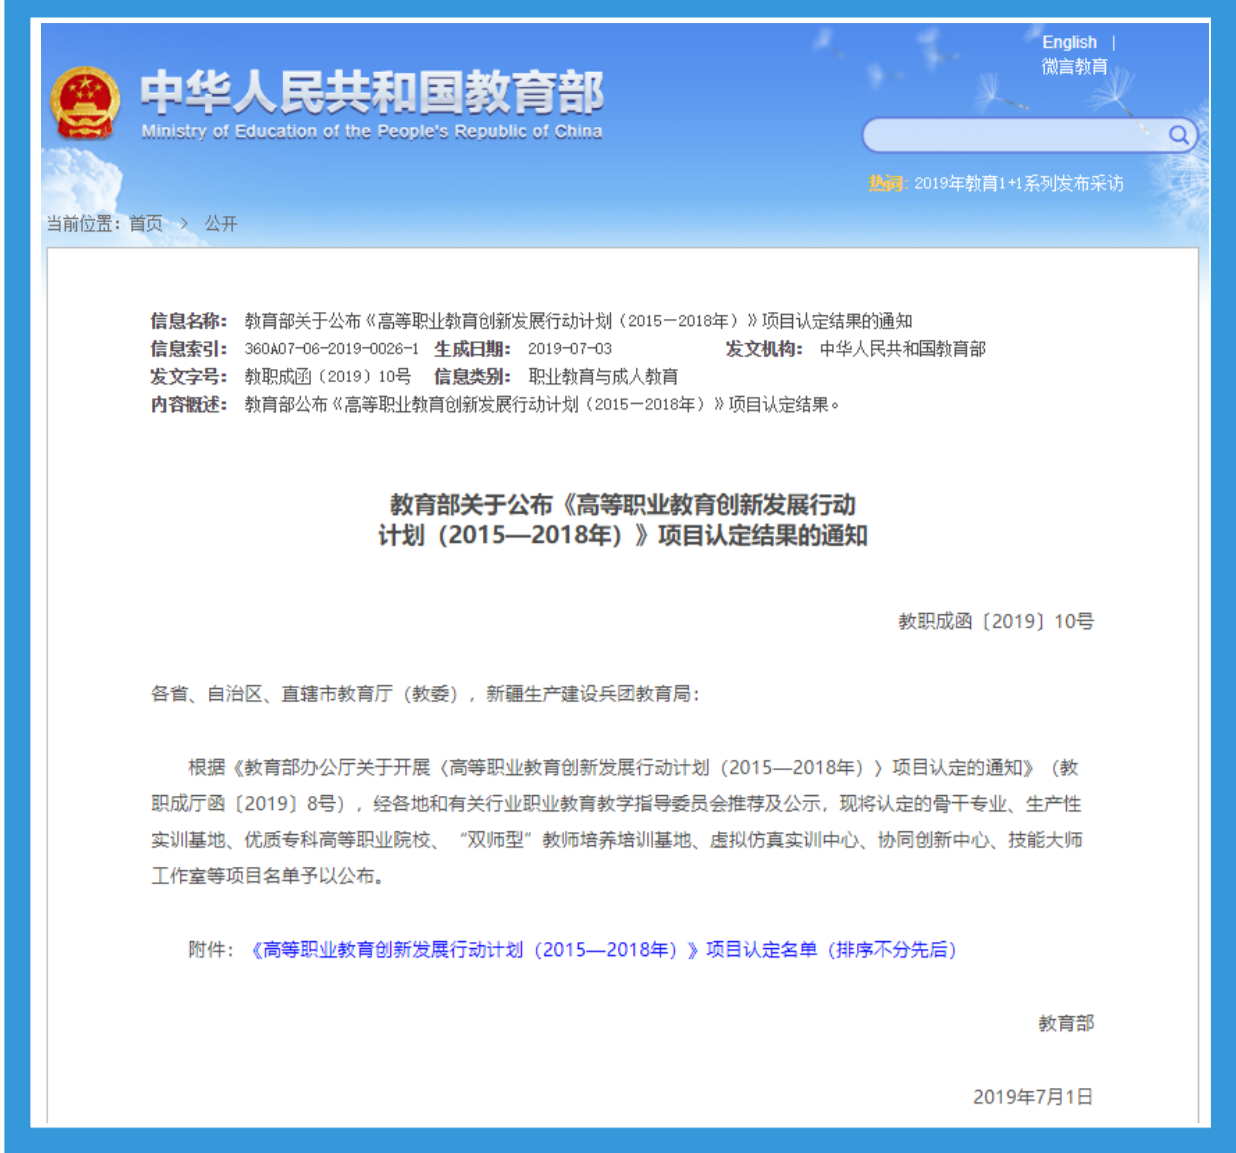 English |
微言教育
中华人民共和国教育部
Ministry of Education of the People's Republic of China
热词: 2019年教育1+1系列发布采访
当前位置：首页 > 公开
信息名称： 教育部关于公布《高等职业教育创新发展行动计划（2015—2018年）》项目认定结果的通知
信息索引： 360A07-06-2019-0026-1 生成日期： 2019-07-03 发文机构： 中华人民共和国教育部
发文字号： 教职成函（2019）10号 信息类别： 职业教育与成人教育
内容概述： 教育部公布《高等职业教育创新发展行动计划（2015—2018年）》项目认定结果。
教育部关于公布《高等职业教育创新发展行动
计划（2015—2018年）》项目认定结果的通知
教职成函〔2019〕10号
各省、自治区、直辖市教育厅（教委），新疆生产建设兵团教育局：
根据《教育部办公厅关于开展〈高等职业教育创新发展行动计划（2015—2018年）〉项目认定的通知》（教
职成厅函〔2019〕8号），经各地和有关行业职业教育教学指导委员会推荐及公示，现将认定的骨干专业、生产性
实训基地、优质专科高等职业院校、“双师型”教师培养培训基地、虚拟仿真实训中心、协同创新中心、技能大师
工作室等项目名单予以公布。
附件：《高等职业教育创新发展行动计划（2015—2018年）》项目认定名单（排序不分先后）
教育部
2019年7月1日